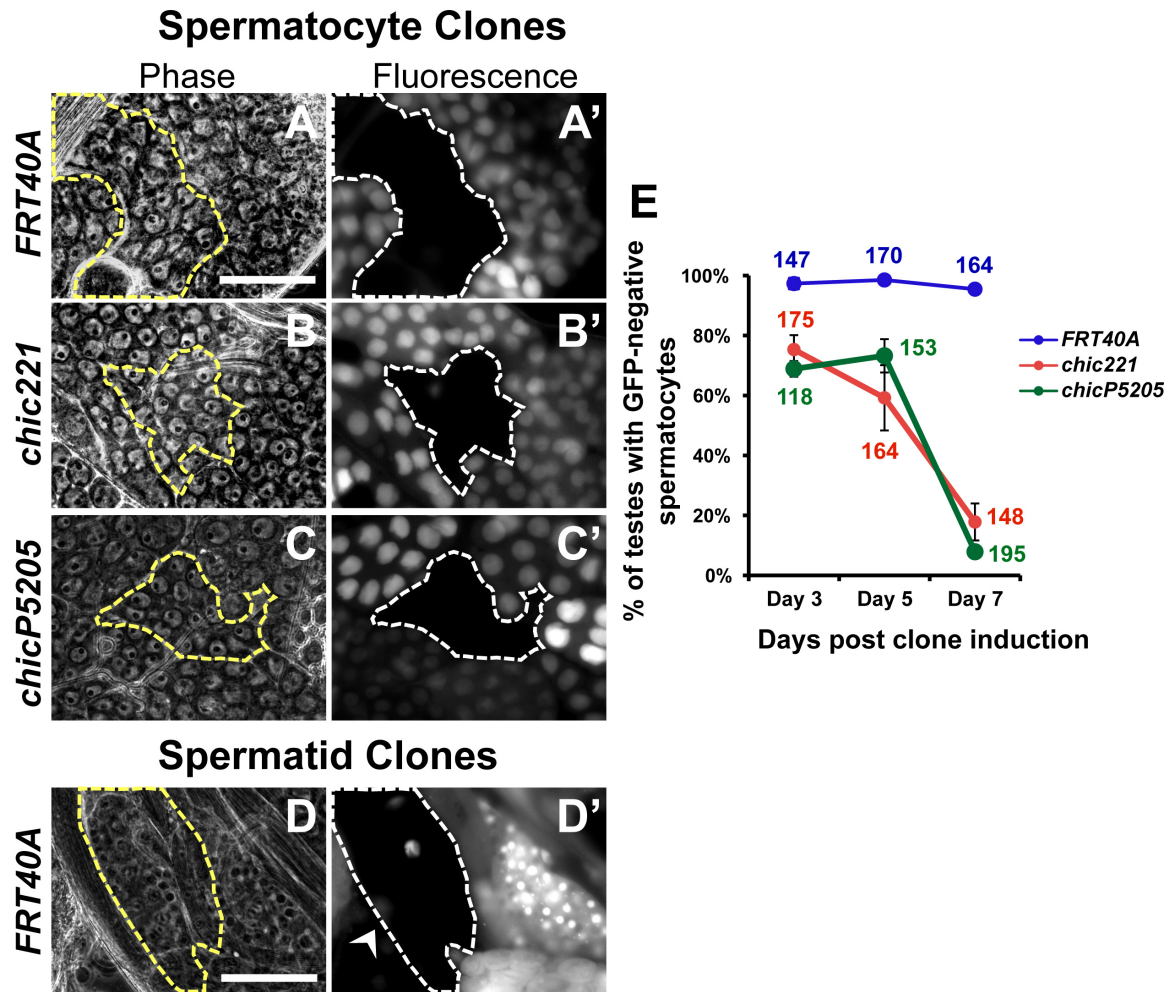 Spermatocyte Clones
Phase
Fluorescence
FRT40A
A
A’
chic221
B
B’
chicP5205
C
C’
Spermatid Clones
FRT40A
D
D’
E
% of testes with GFP-negative
spermatocytes
100%
80%
60%
40%
20%
0%
147
170
164
175
164
148
118
153
195
Day 3
Day 5
Day 7
Days post clone induction
FRT40A
chic221
chicP5205